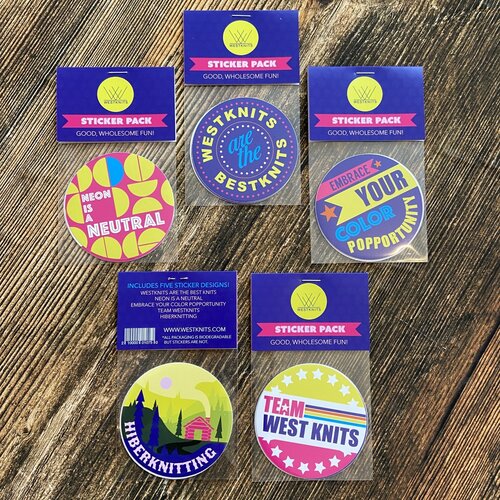 WESTKNITS
STICKER PACK
GOOD, WHOLESOME FUN!
NEON
IS
A
NEUTRAL
WESTKNITS
STICKER PACK
GOOD, WHOLESOME FUN!
WESTKNITS
are the
BESTKNITS
WESTKNITS
STICKER PACK
GOOD, WHOLESOME FUN!
EMBRACE
YOUR
COLOR
POPPORTUNITY
INCLUDES FIVE STICKER DESIGNS!
WESTKNITS ARE THE BEST KNITS
NEON IS A NEUTRAL
EMBRACE YOUR COLOR POPPORTUNITY
TEAM WESTKNITS
HIBERKNITTING
WWW.WESTKNITS.COM
*ALL PACKAGING IS BIODEGRADABLE
BUT STICKERS ARE NOT.
HIBERKNITTING
WESTKNITS
STICKER PACK
GOOD, WHOLESOME FUN!
TEAM
WEST KNITS